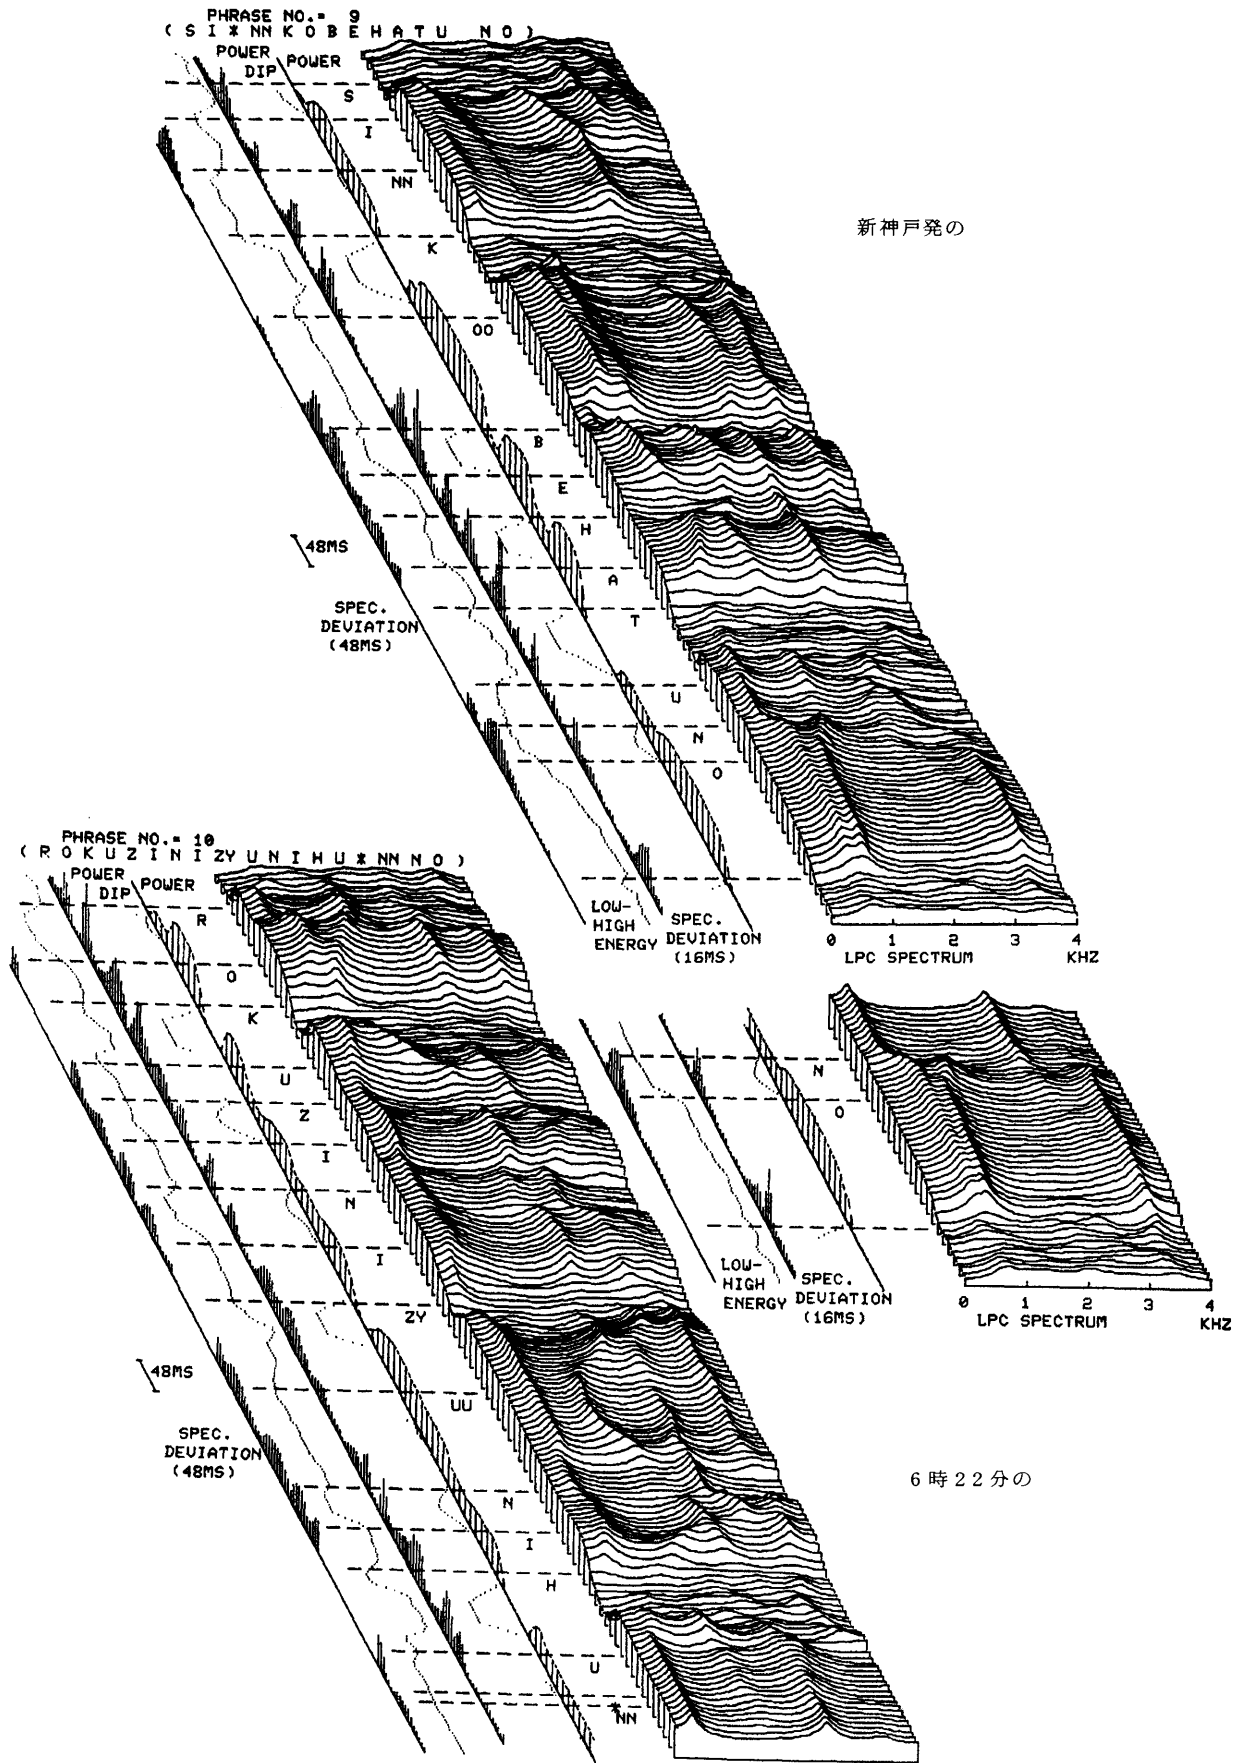 PHRASE NO.= 9
( S I * NN K O B E H A T U N O )
POWER DIP
POWER
S
I
NN
K
OO
B
E
H
A
T
U
N
O
新神戸発の
48MS
SPEC. DEVIATION (48MS)
LOW-HIGH ENERGY
SPEC. DEVIATION (16MS)
0 1 2 3 4
LPC SPECTRUM KHZ
PHRASE NO.= 10
( R O K U Z I N I ZY U N I H U * NN N O )
POWER DIP
POWER
R
O
K
U
Z
I
N
I
ZY
UU
N
I
H
U
*NN
48MS
SPEC. DEVIATION (48MS)
N
O
LOW-HIGH ENERGY
SPEC. DEVIATION (16MS)
0 1 2 3 4
LPC SPECTRUM KHZ
6時22分の